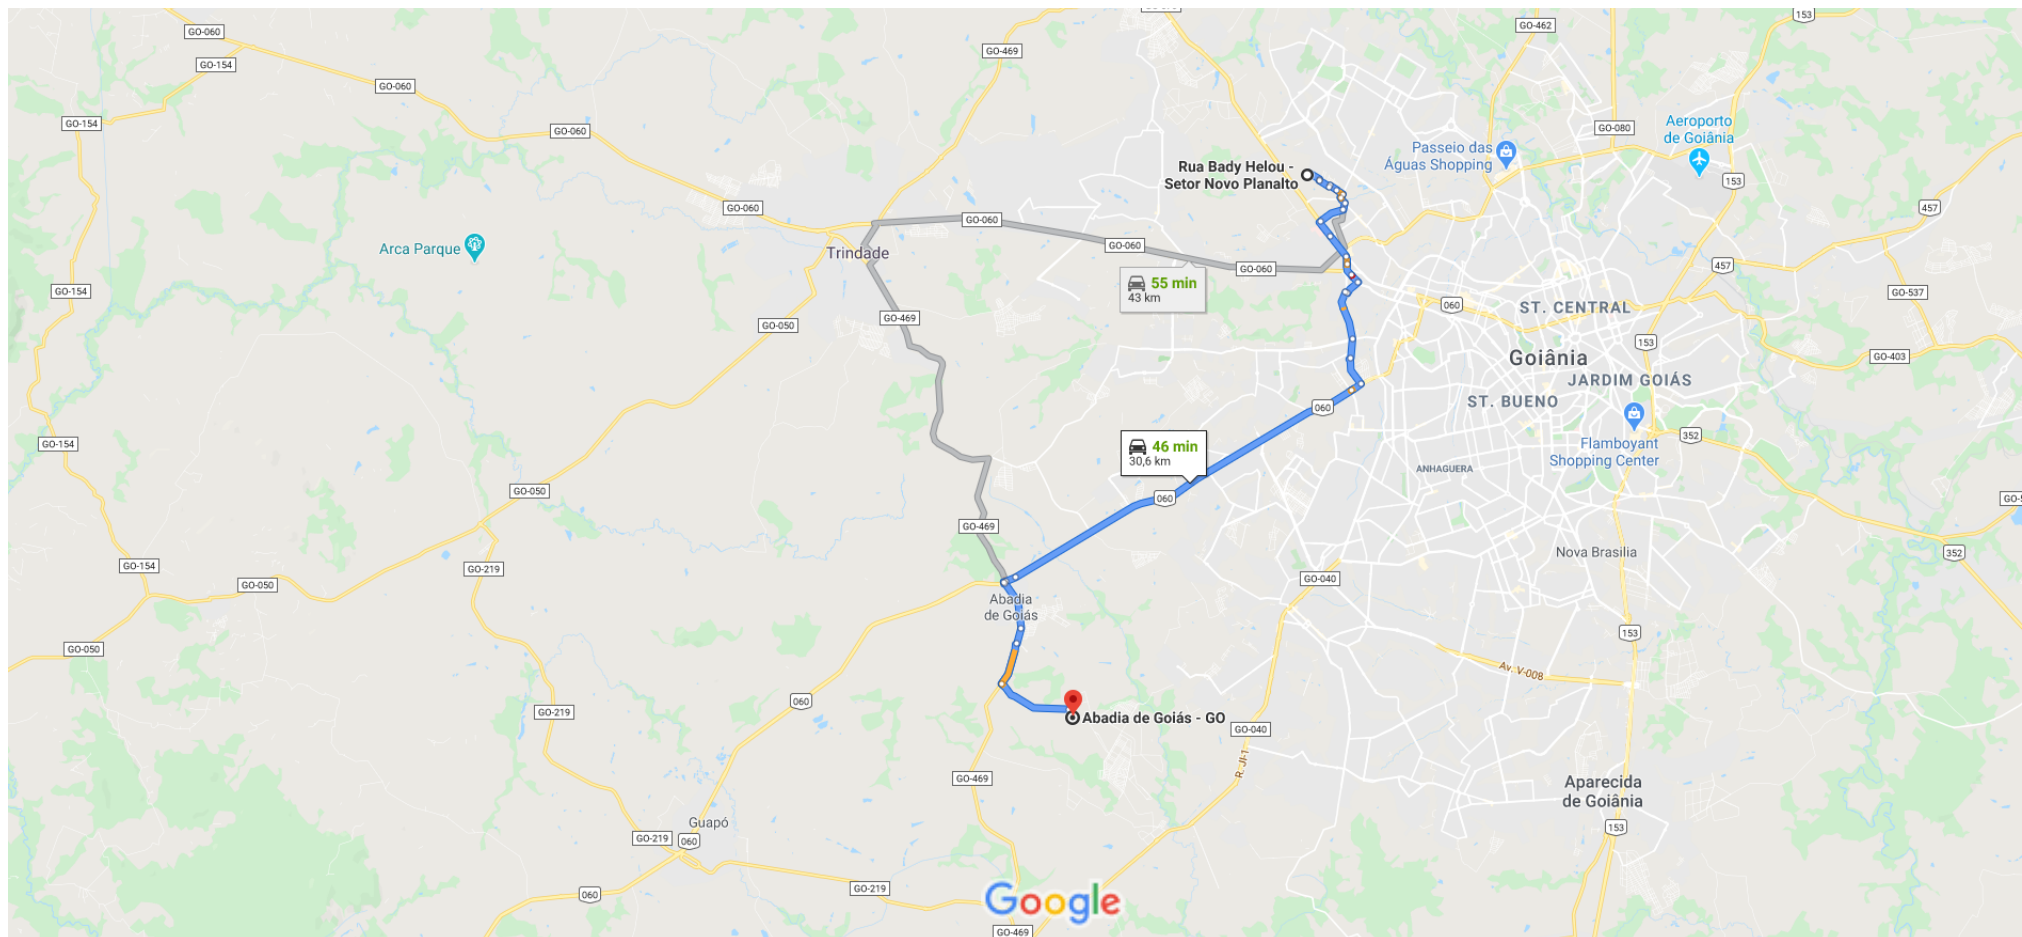 GO-060
GO-154
GO-060
GO-154
GO-060
GO-469
GO-462
153
GO-080
Aeroporto
de Goiânia
Passeio das
Águas Shopping
153
Rua Bady Helou -
Setor Novo Planalto
457
GO-060
GO-060
GO-060
GO-060
Arca Parque
Trindade
457
GO-154
55 min
43 km
GO-537
060
ST. CENTRAL
GO-469
GO-050
153
Goiânia
GO-403
JARDIM GOIÁS
ST. BUENO
060
352
GO-154
46 min
30,6 km
Flamboyant
Shopping Center
ANHAGUERA
GO-050
060
GO-469
Nova Brasilia
352
GO-154
GO-219
GO-050
GO-040
Abadia
de Goiás
153
GO-050
Av. V-008
060
GO-219
Abadia de Goiás - GO
GO-040
R. JI-1
GO-469
Aparecida
de Goiânia
Guapó
GO-219
060
153
GO-219
060
Google
GO-469